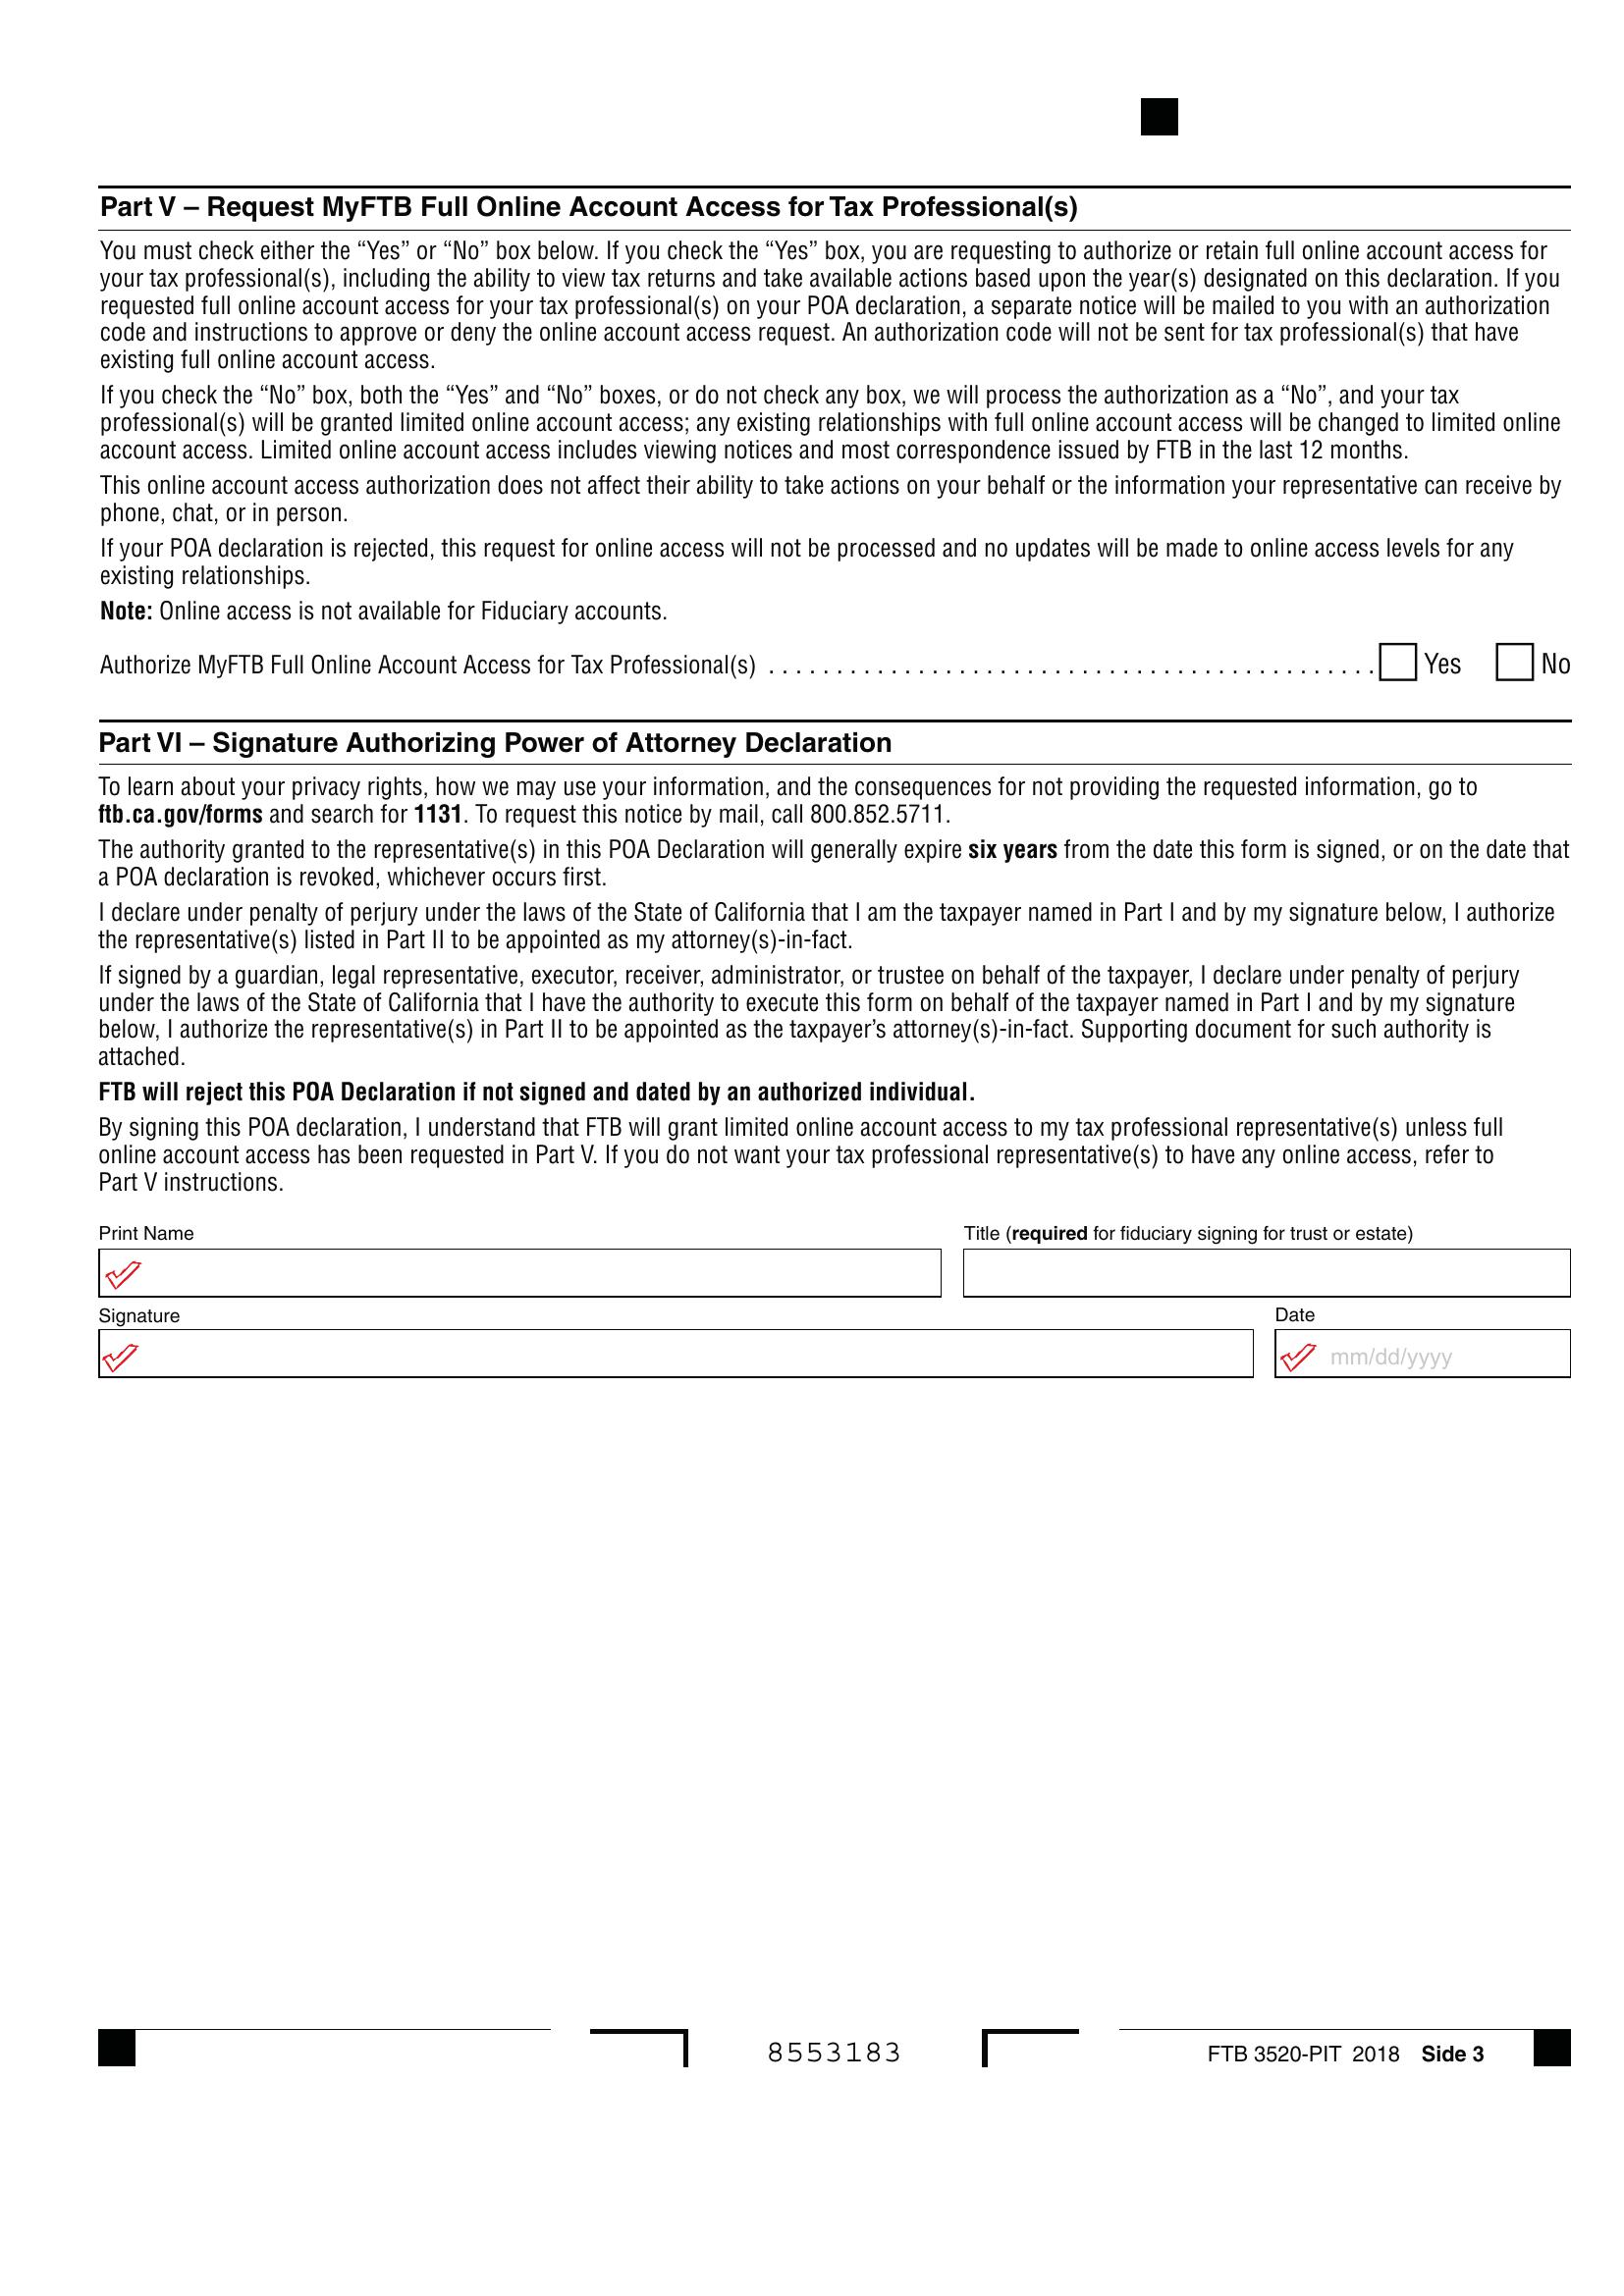 Part V – Request MyFTB Full Online Account Access for Tax Professional(s)
You must check either the “Yes” or “No” box below. If you check the “Yes” box, you are requesting to authorize or retain full online account access for
your tax professional(s), including the ability to view tax returns and take available actions based upon the year(s) designated on this declaration. If you
requested full online account access for your tax professional(s) on your POA declaration, a separate notice will be mailed to you with an authorization
code and instructions to approve or deny the online account access request. An authorization code will not be sent for tax professional(s) that have
existing full online account access.
If you check the “No” box, both the “Yes” and “No” boxes, or do not check any box, we will process the authorization as a “No”, and your tax
professional(s) will be granted limited online account access; any existing relationships with full online account access will be changed to limited online
account access. Limited online account access includes viewing notices and most correspondence issued by FTB in the last 12 months.
This online account access authorization does not affect their ability to take actions on your behalf or the information your representative can receive by
phone, chat, or in person.
If your POA declaration is rejected, this request for online access will not be processed and no updates will be made to online access levels for any
existing relationships.
Note: Online access is not available for Fiduciary accounts.
Authorize MyFTB Full Online Account Access for Tax Professional(s) . . . . . . . . . . . . . . . . . . . . . . . . . . . . . . . . . . . . . . . . . . . . . Yes No
Part VI – Signature Authorizing Power of Attorney Declaration
To learn about your privacy rights, how we may use your information, and the consequences for not providing the requested information, go to
ftb.ca.gov/forms and search for 1131. To request this notice by mail, call 800.852.5711.
The authority granted to the representative(s) in this POA Declaration will generally expire six years from the date this form is signed, or on the date that
a POA declaration is revoked, whichever occurs first.
I declare under penalty of perjury under the laws of the State of California that I am the taxpayer named in Part I and by my signature below, I authorize
the representative(s) listed in Part II to be appointed as my attorney(s)-in-fact.
If signed by a guardian, legal representative, executor, receiver, administrator, or trustee on behalf of the taxpayer, I declare under penalty of perjury
under the laws of the State of California that I have the authority to execute this form on behalf of the taxpayer named in Part I and by my signature
below, I authorize the representative(s) in Part II to be appointed as the taxpayer’s attorney(s)-in-fact. Supporting document for such authority is
attached.
FTB will reject this POA Declaration if not signed and dated by an authorized individual.
By signing this POA declaration, I understand that FTB will grant limited online account access to my tax professional representative(s) unless full
online account access has been requested in Part V. If you do not want your tax professional representative(s) to have any online access, refer to
Part V instructions.
Print Name Title (required for fiduciary signing for trust or estate)
Signature Date
mm/dd/yyyy
8553183 FTB 3520-PIT 2018 Side 3